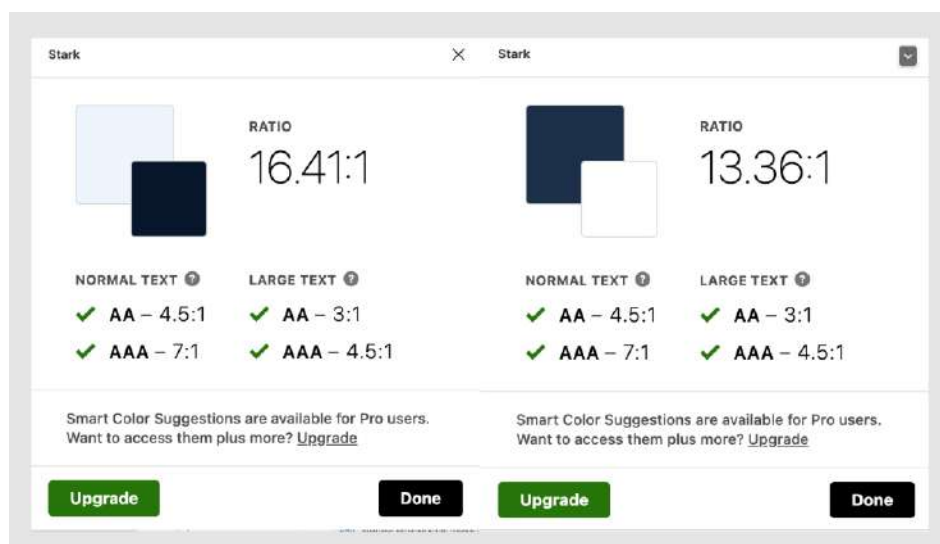 Stark
RATIO
16.41:1
NORMAL TEXT ?
LARGE TEXT ?
AA – 4.5:1
AA – 3:1
AAA – 7:1
AAA – 4.5:1
Smart Color Suggestions are available for Pro users.
Want to access them plus more? Upgrade
Upgrade
Done
Stark
RATIO
13.36:1
NORMAL TEXT ?
LARGE TEXT ?
AA – 4.5:1
AA – 3:1
AAA – 7:1
AAA – 4.5:1
Smart Color Suggestions are available for Pro users.
Want to access them plus more? Upgrade
Upgrade
Done